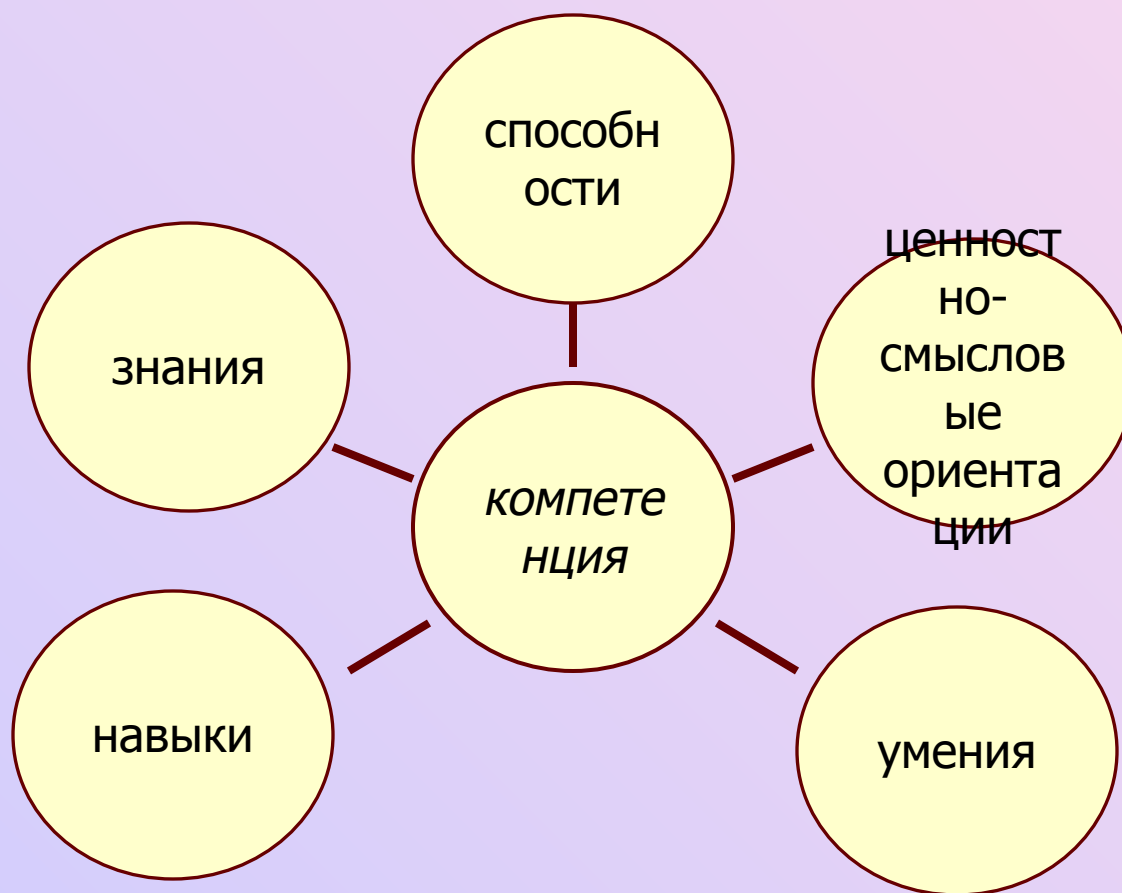 способн
ости
ценност
но-
смыслов
ые
ориента
ции
знания
компете
нция
навыки
умения